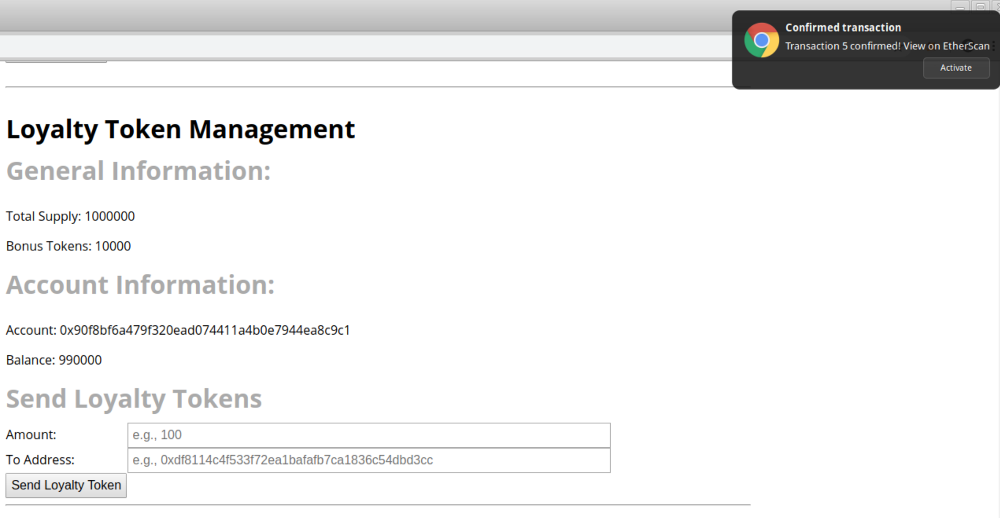 Confirmed transaction
Transaction 5 confirmed! View on EtherScan
Activate
Loyalty Token Management
General Information:
Total Supply: 1000000
Bonus Tokens: 10000
Account Information:
Account: 0x90f8bf6a479f320ead074411a4b0e7944ea8c9c1
Balance: 990000
Send Loyalty Tokens
Amount: e.g., 100
To Address: e.g., 0xdf8114c4f533f72ea1bafafb7ca1836c54dbd3cc
Send Loyalty Token